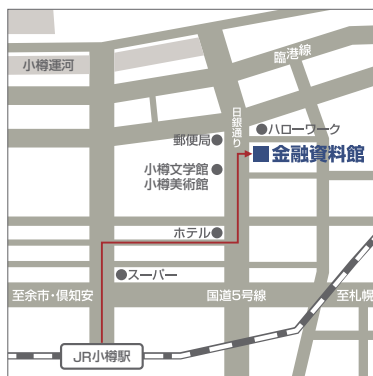 小樽運河
臨港線
日銀通り
ハローワーク
郵便局
金融資料館
小樽文学館
小樽美術館
ホテル
スーパー
至余市・倶知安
国道5号線
至札幌
JR小樽駅